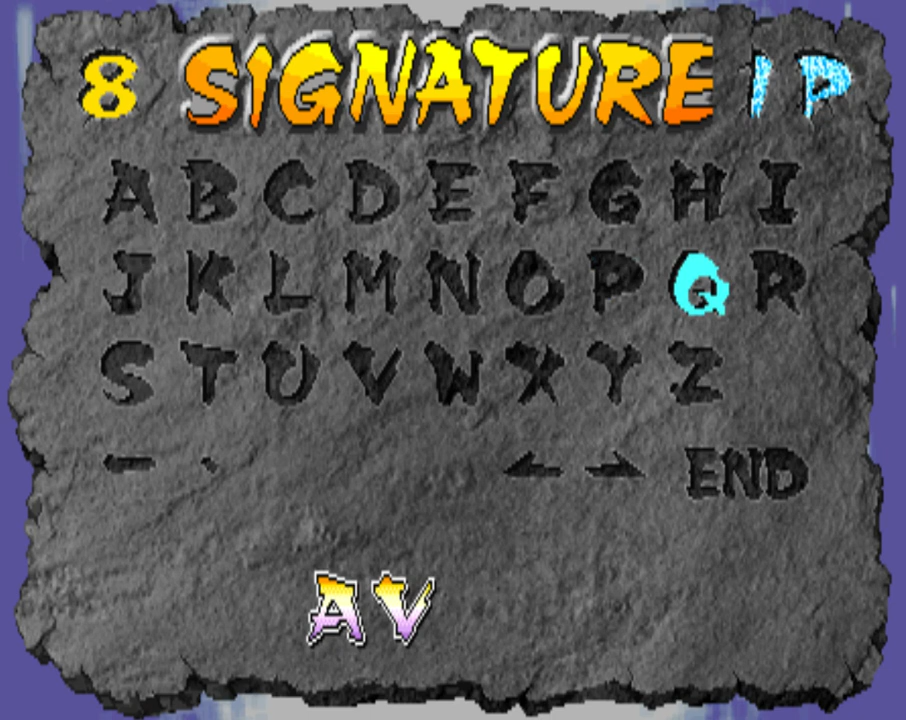 8 SIGNATURE 1P
A B C D E F G H I
J K L M N O P Q R
S T U V W X Y Z
- · ← → END
AV